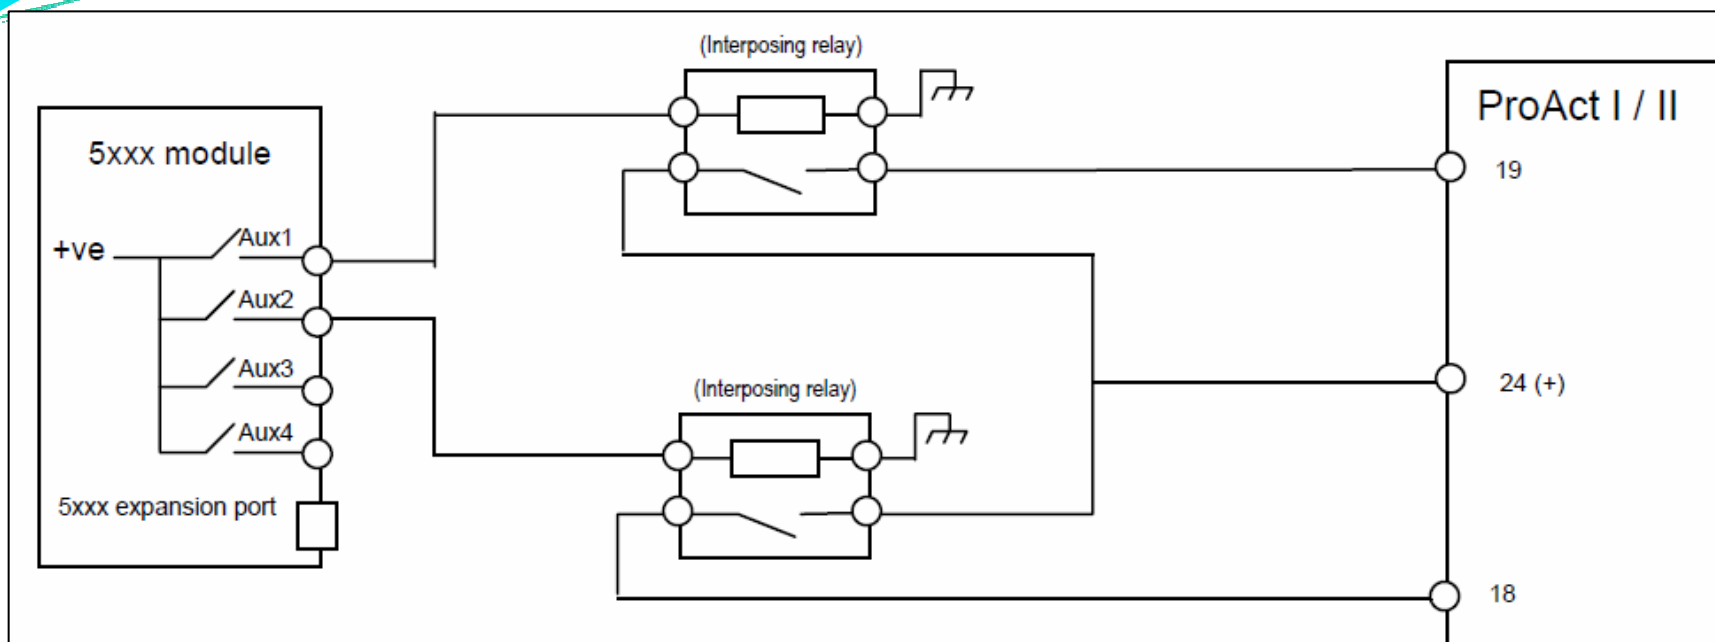 (Interposing relay)
ProAct I / II
5xxx module
19
+ve
Aux1
Aux2
Aux3
24 (+)
(Interposing relay)
Aux4
5xxx expansion port
18